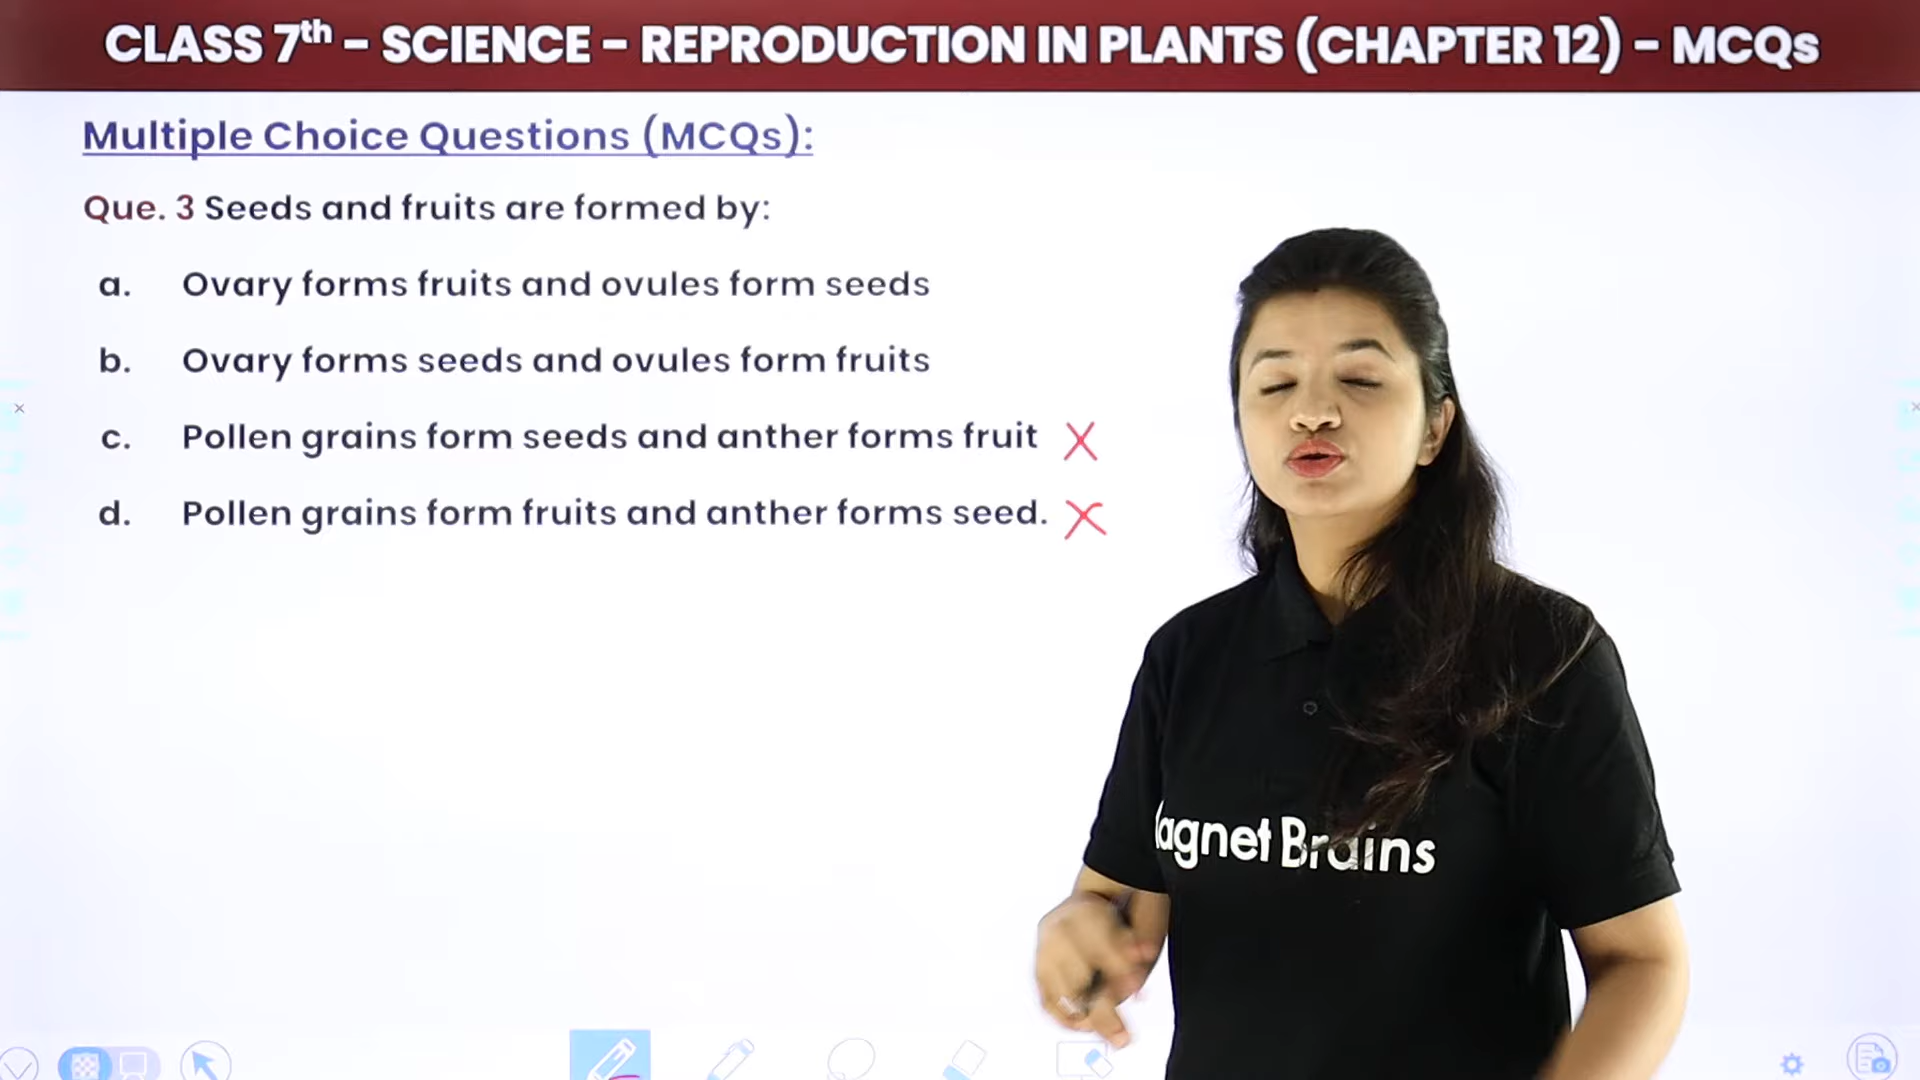 CLASS 7th – SCIENCE – REPRODUCTION IN PLANTS (CHAPTER 12) – MCQs
Multiple Choice Questions (MCQs):
Que. 3 Seeds and fruits are formed by:
a. Ovary forms fruits and ovules form seeds
b. Ovary forms seeds and ovules form fruits
c. Pollen grains form seeds and anther forms fruit
d. Pollen grains form fruits and anther forms seed.
agnet Brains